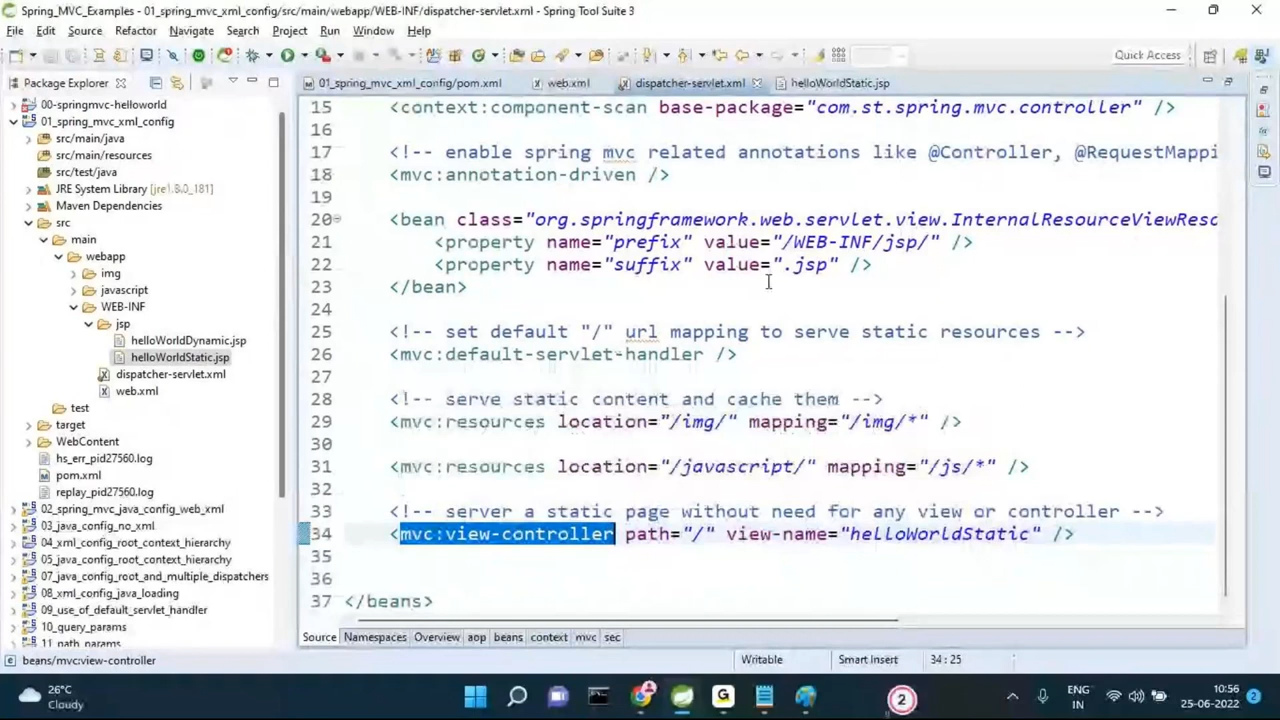 Spring_MVC_Examples - 01_spring_mvc_xml_config/src/main/webapp/WEB-INF/dispatcher-servlet.xml - Spring Tool Suite 3
File Edit Source Refactor Navigate Search Project Run Window Help
Quick Access
Package Explorer
00-springmvc-helloworld
01_spring_mvc_xml_config
src/main/java
src/main/resources
src/test/java
JRE System Library [jre1.8.0_181]
Maven Dependencies
src
main
webapp
img
javascript
WEB-INF
jsp
helloWorldDynamic.jsp
helloWorldStatic.jsp
dispatcher-servlet.xml
web.xml
test
target
WebContent
hs_err_pid27560.log
pom.xml
replay_pid27560.log
02_spring_mvc_java_config_web_xml
03_java_config_no_xml
04_xml_config_root_context_hierarchy
05_java_config_root_context_hierarchy
07_java_config_root_and_multiple_dispatchers
08_xml_config_java_loading
09_use_of_default_servlet_handler
10_query_params
11_path_params
01_spring_mvc_xml_config/pom.xml web.xml dispatcher-servlet.xml helloWorldStatic.jsp
15 <context:component-scan base-package="com.st.spring.mvc.controller" />
16
17 <!-- enable spring mvc related annotations like @Controller, @RequestMappi
18 <mvc:annotation-driven />
19
20 <bean class="org.springframework.web.servlet.view.InternalResourceViewReso
21 <property name="prefix" value="/WEB-INF/jsp/" />
22 <property name="suffix" value=".jsp" />
23 </bean>
24
25 <!-- set default "/" url mapping to serve static resources -->
26 <mvc:default-servlet-handler />
27
28 <!-- serve static content and cache them -->
29 <mvc:resources location="/img/" mapping="/img/*" />
30
31 <mvc:resources location="/javascript/" mapping="/js/*" />
32
33 <!-- server a static page without need for any view or controller -->
34 <mvc:view-controller path="/" view-name="helloWorldStatic" />
35
36
37 </beans>
Source Namespaces Overview aop beans context mvc sec
beans/mvc:view-controller Writable Smart Insert 34 : 25
26°C
Cloudy
2
ENG
IN
10:56
25-06-2022
2